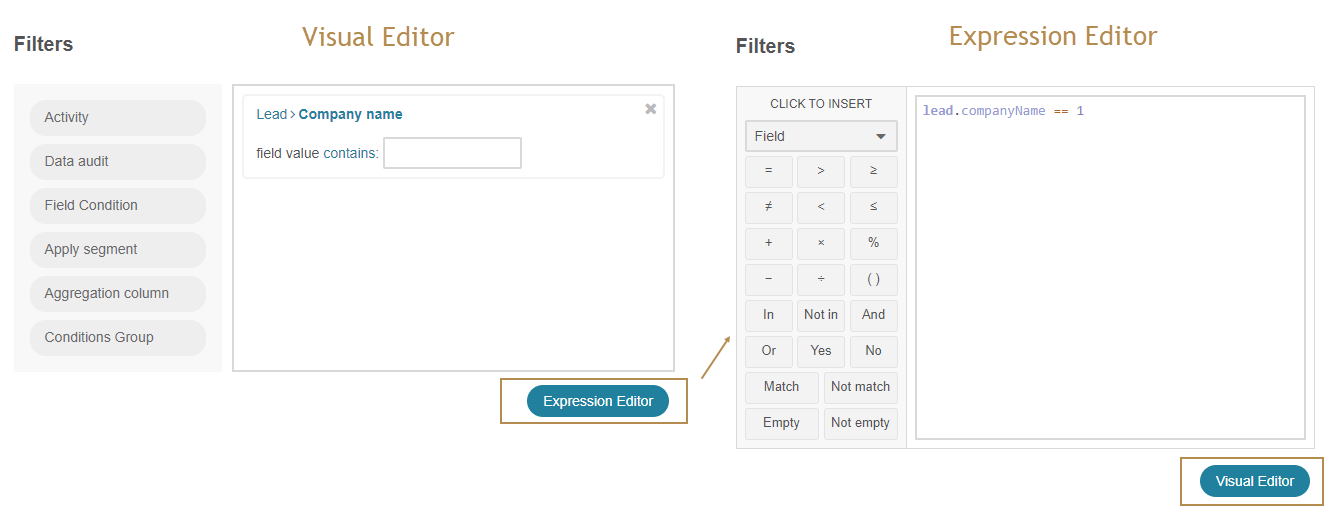 Visual Editor
Filters
Activity
Data audit
Field Condition
Apply segment
Aggregation column
Conditions Group
Lead > Company name
✖
field value contains:
Expression Editor
Expression Editor
Filters
CLICK TO INSERT
Field
= > ≥
≠ < ≤
+ × %
− ÷ ( )
In Not in And
Or Yes No
Match Not match
Empty Not empty
lead.companyName == 1
Visual Editor